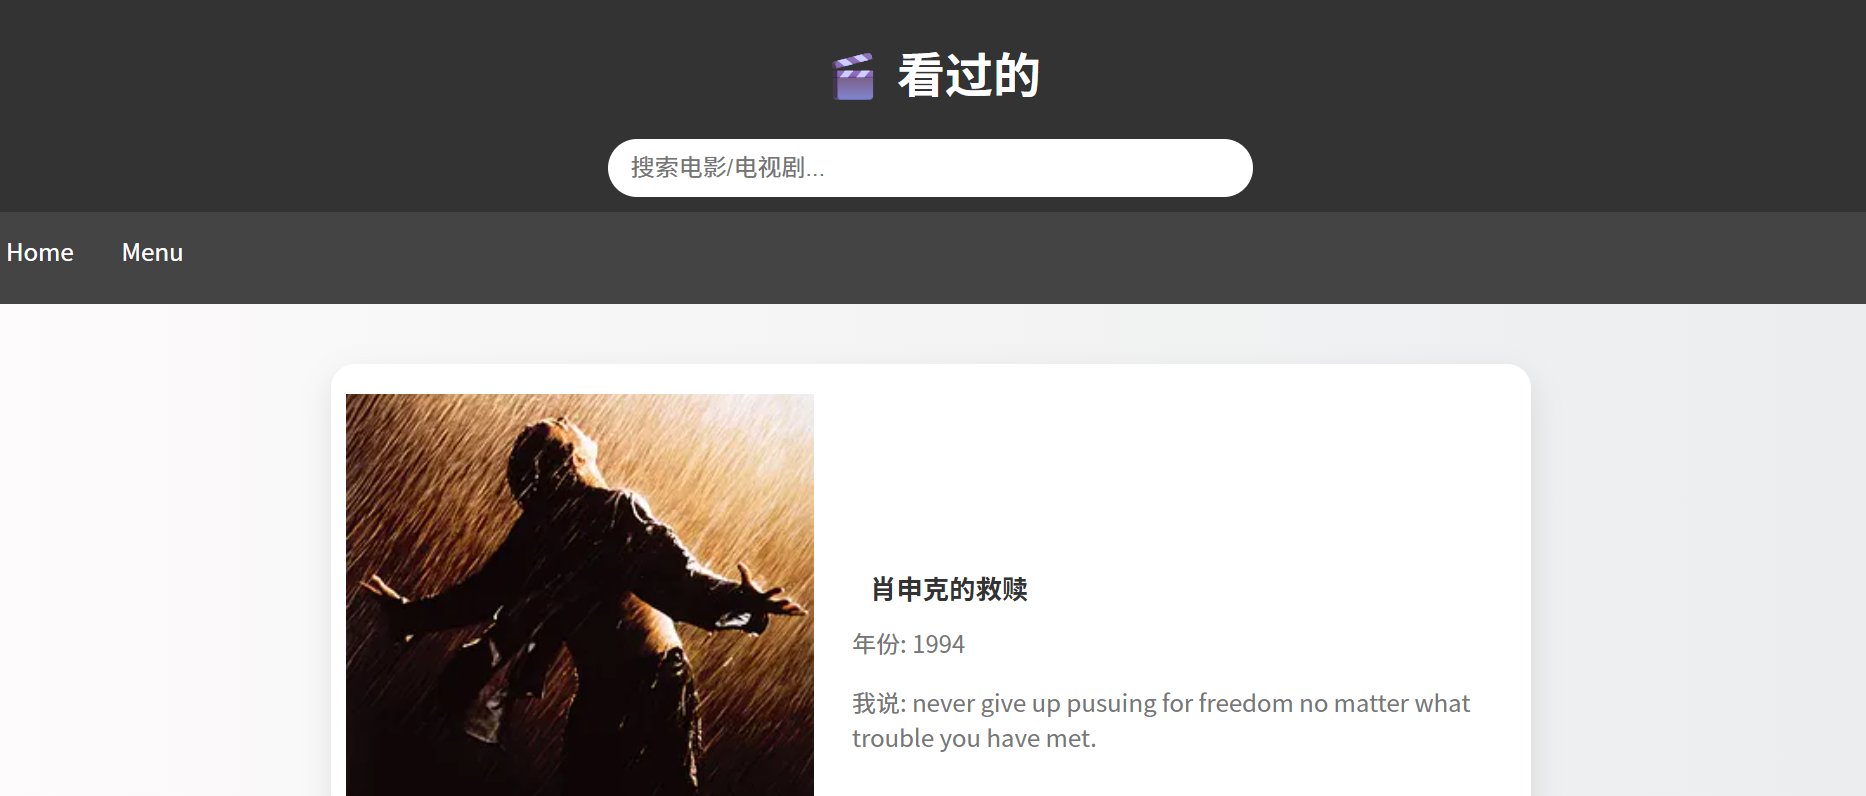 看过的
搜索电影/电视剧...
Home
Menu
肖申克的救赎
年份: 1994
我说: never give up pusuing for freedom no matter what
trouble you have met.